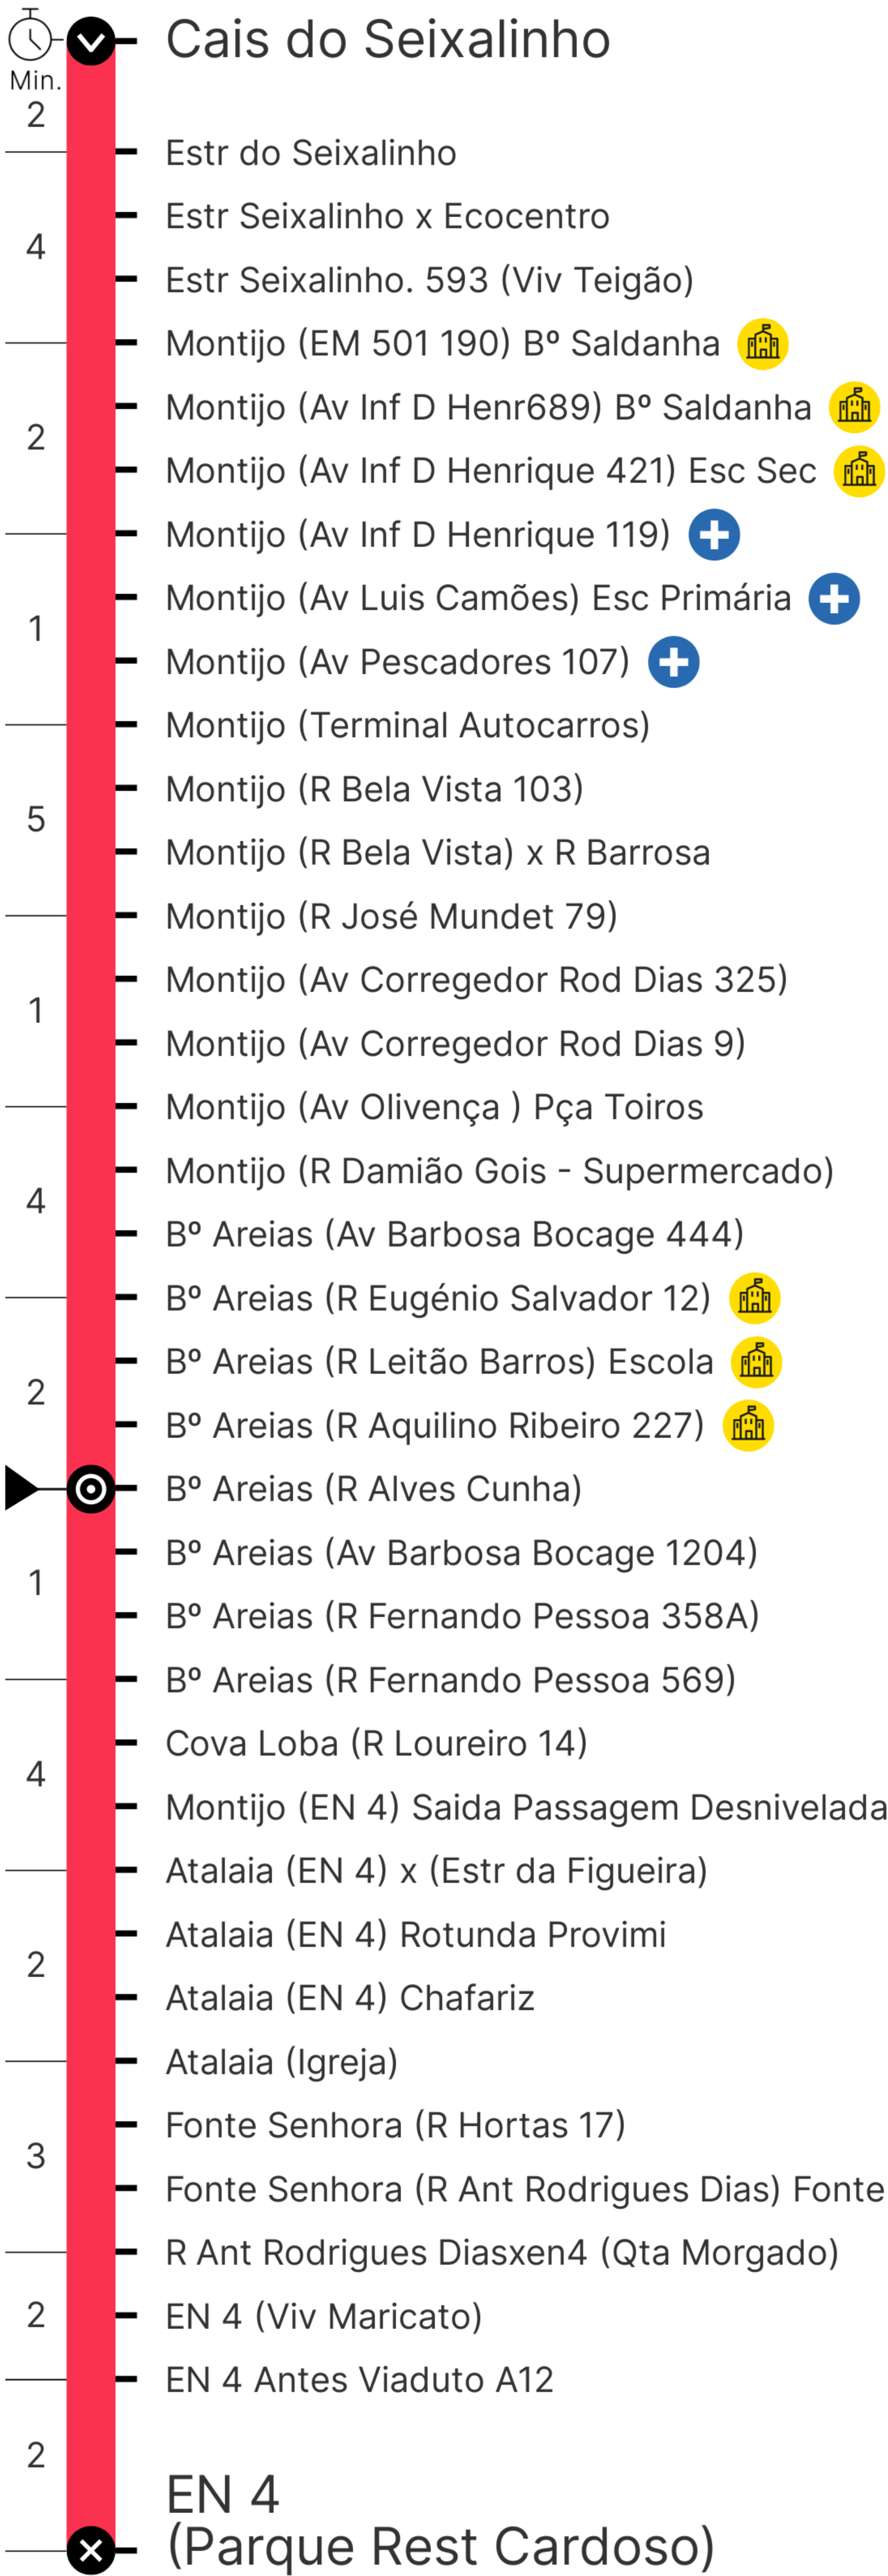 Cais do Seixalinho
Min.
2
Estr do Seixalinho
Estr Seixalinho x Ecocentro
4
Estr Seixalinho. 593 (Viv Teigão)
Montijo (EM 501 190) Bº Saldanha
Montijo (Av Inf D Henr689) Bº Saldanha
2
Montijo (Av Inf D Henrique 421) Esc Sec
Montijo (Av Inf D Henrique 119)
Montijo (Av Luis Camões) Esc Primária
1
Montijo (Av Pescadores 107)
Montijo (Terminal Autocarros)
Montijo (R Bela Vista 103)
5
Montijo (R Bela Vista) x R Barrosa
Montijo (R José Mundet 79)
Montijo (Av Corregedor Rod Dias 325)
1
Montijo (Av Corregedor Rod Dias 9)
Montijo (Av Olivença ) Pça Toiros
Montijo (R Damião Gois - Supermercado)
4
Bº Areias (Av Barbosa Bocage 444)
Bº Areias (R Eugénio Salvador 12)
Bº Areias (R Leitão Barros) Escola
2
Bº Areias (R Aquilino Ribeiro 227)
Bº Areias (R Alves Cunha)
Bº Areias (Av Barbosa Bocage 1204)
1
Bº Areias (R Fernando Pessoa 358A)
Bº Areias (R Fernando Pessoa 569)
Cova Loba (R Loureiro 14)
4
Montijo (EN 4) Saida Passagem Desnivelada
Atalaia (EN 4) x (Estr da Figueira)
Atalaia (EN 4) Rotunda Provimi
2
Atalaia (EN 4) Chafariz
Atalaia (Igreja)
Fonte Senhora (R Hortas 17)
3
Fonte Senhora (R Ant Rodrigues Dias) Fonte
R Ant Rodrigues Diasxen4 (Qta Morgado)
2
EN 4 (Viv Maricato)
EN 4 Antes Viaduto A12
2
EN 4
(Parque Rest Cardoso)